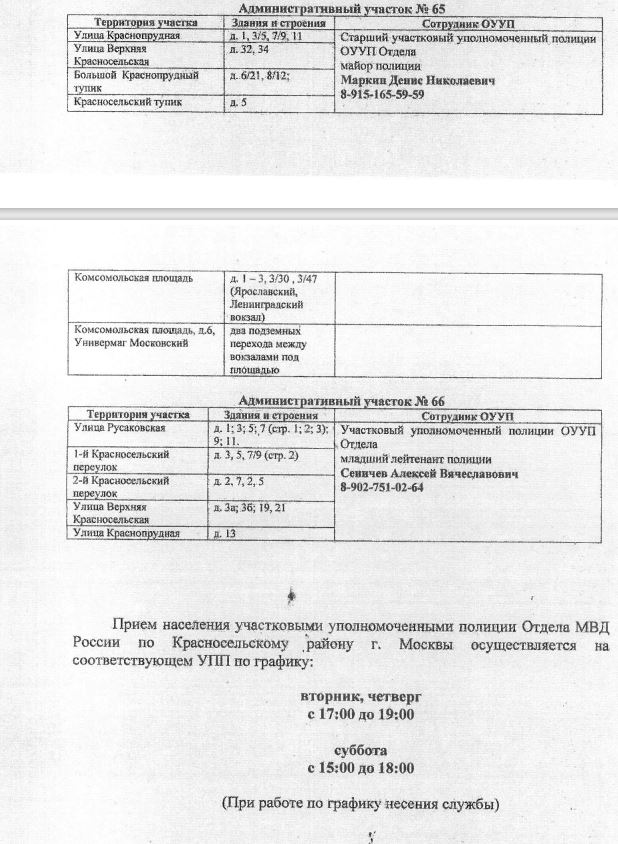 Административный участок № 65
Территория участка Здания и строения Сотрудник ОУУП
Улица Краснопрудная д. 1, 3/5, 7/9, 11 Старший участковый уполномоченный полиции
Улица Верхняя д. 32, 34 ОУУП Отдела
Красносельская майор полиции
Большой Краснопрудный д. 6/21, 8/12; Маркин Денис Николаевич
тупик 8-915-165-59-59
Красносельский тупик д. 5
Комсомольская площадь д. 1 – 3, 3/30 , 3/47
(Ярославский,
Ленинградский
вокзал)
Комсомольская площадь, д.6, два подземных
Универмаг Московский перехода между
вокзалами под
площадью
Административный участок № 66
Территория участка Здания и строения Сотрудник ОУУП
Улица Русаковская д. 1; 3; 5; 7 (стр. 1; 2; 3); Участковый уполномоченный полиции ОУУП
9; 11. Отдела
1-й Красносельский д. 3, 5, 7/9 (стр. 2) младший лейтенант полиции
переулок Сеничев Алексей Вячеславович
2-й Красносельский д. 2, 7, 2, 5 8-902-751-02-64
переулок
Улица Верхняя д. 3а; 3б; 19, 21
Красносельская
Улица Краснопрудная д. 13
Прием населения участковыми уполномоченными полиции Отдела МВД
России по Красносельскому району г. Москвы осуществляется на
соответствующем УПП по графику:
вторник, четверг
с 17:00 до 19:00
суббота
с 15:00 до 18:00
(При работе по графику несения службы)